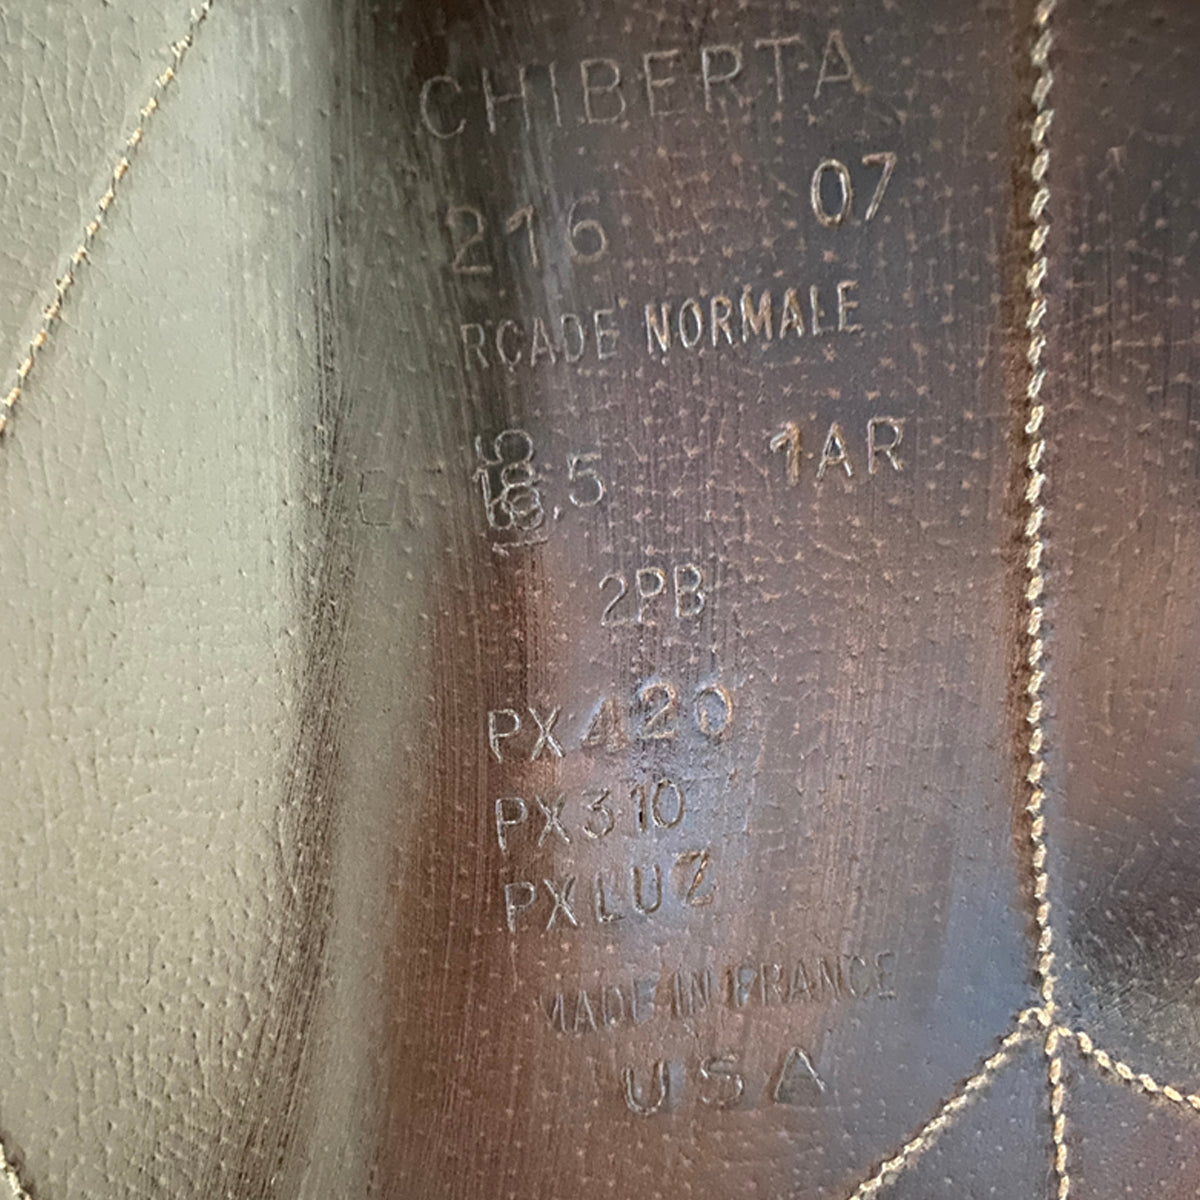 CHIBERTA
216 07
RCADE NORMALE
18,5 1AR
2PB
PX420
PX310
PXLUZ
MADE IN FRANCE
USA